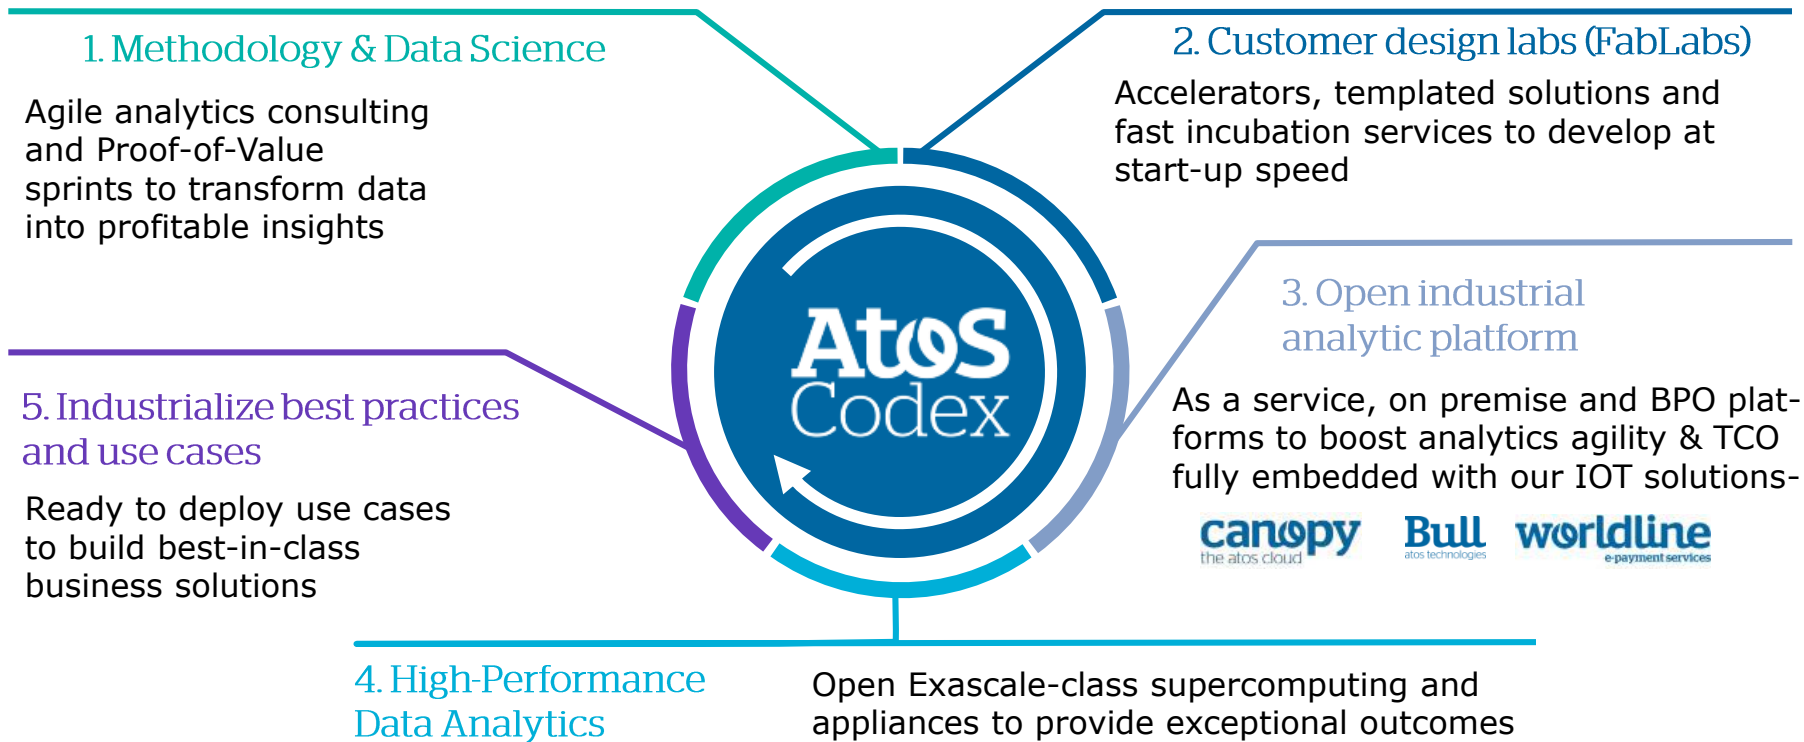 1. Methodology & Data Science
Agile analytics consulting
and Proof-of-Value
sprints to transform data
into profitable insights
2. Customer design labs (FabLabs)
Accelerators, templated solutions and
fast incubation services to develop at
start-up speed
3. Open industrial
analytic platform
As a service, on premise and BPO plat-
forms to boost analytics agility & TCO
fully embedded with our IOT solutions-
canopy
the atos cloud
Bull
atos technologies
worldline
e-payment services
Atos
Codex
5. Industrialize best practices
and use cases
Ready to deploy use cases
to build best-in-class
business solutions
4. High-Performance
Data Analytics
Open Exascale-class supercomputing and
appliances to provide exceptional outcomes